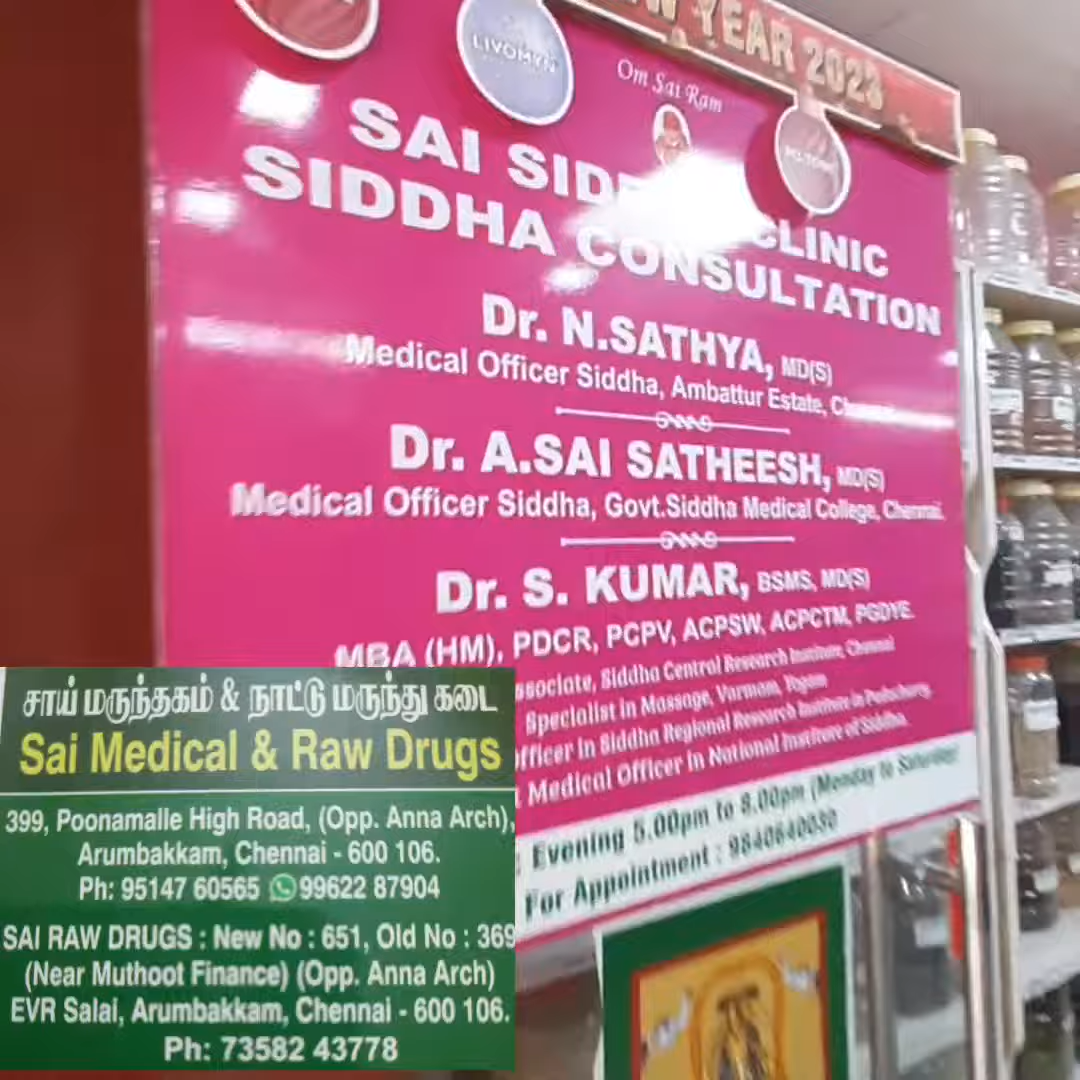 LIVOMYN
NEW YEAR 2023
Om Sai Ram
SAI CLINIC
SIDDHA CONSULTATION
Dr. N.SATHYA, MD(S)
Medical Officer Siddha, Ambattur Estate,
Dr. A.SAI SATHEESH, MD(S)
Medical Officer Siddha, Govt.Siddha Medical College, Chennai.
Dr. S. KUMAR, BSMS, MD(S)
MBA (HM), PDCR, PCPV, ACPSW, ACPCTM, PGDYE.
ssociate, Siddha Central Research Institute, Chennai
Specialist in Massage, Varmam, Yogam
fficer in Siddha Regional Research Institute in Puducherry,
Medical Officer in National Institute of Siddha.
: Evening 5.00pm to 8.00pm (Monday to Saturday)
For Appointment : 9840640030
சாய் மருந்தகம் & நாட்டு மருந்து கடை
Sai Medical & Raw Drugs
399, Poonamalle High Road, (Opp. Anna Arch),
Arumbakkam, Chennai - 600 106.
Ph: 95147 60565 99622 87904
SAI RAW DRUGS : New No : 651, Old No : 369
(Near Muthoot Finance) (Opp. Anna Arch)
EVR Salai, Arumbakkam, Chennai - 600 106.
Ph: 73582 43778